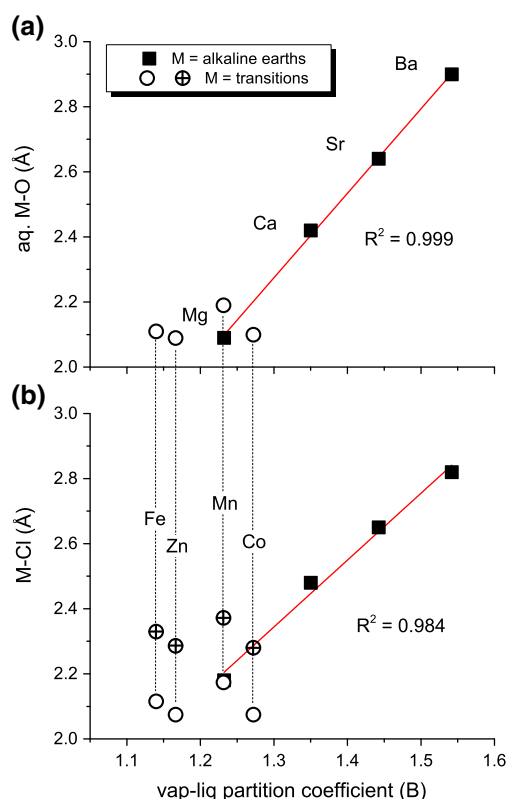 (a)
3.0
2.8
2.6
2.4
2.2
2.0
aq. M-O (Å)
M = alkaline earths
M = transitions
Ba
Sr
Ca
Mg
R² = 0.999
(b)
3.0
2.8
2.6
2.4
2.2
2.0
M-Cl (Å)
Fe
Zn
Mn
Co
R² = 0.984
1.1 1.2 1.3 1.4 1.5 1.6
vap-liq partition coefficient (B)